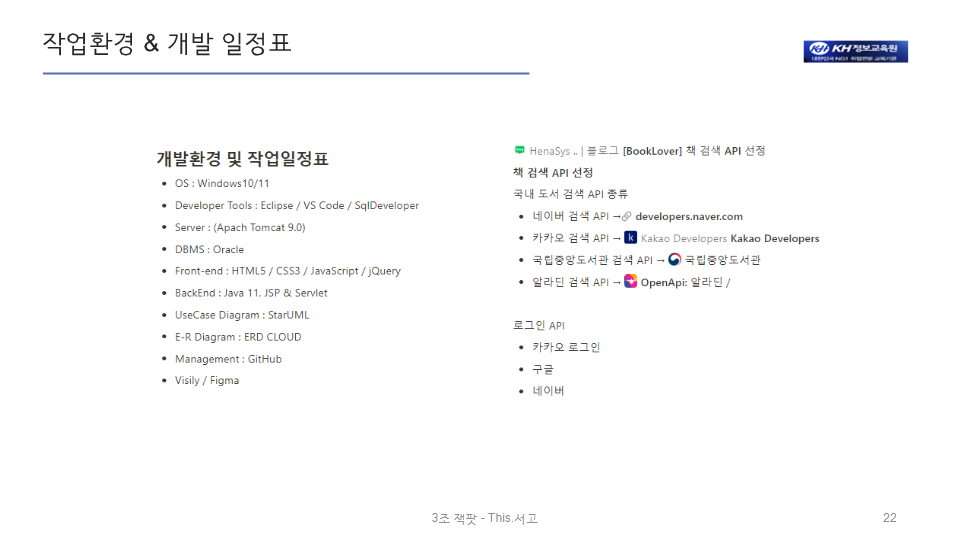 작업환경 & 개발 일정표
KH 정보교육원
대한민국 NO.1 취업전문 교육기관
개발환경 및 작업일정표
• OS : Windows10/11
• Developer Tools : Eclipse / VS Code / SqlDeveloper
• Server : (Apach Tomcat 9.0)
• DBMS : Oracle
• Front-end : HTML5 / CSS3 / JavaScript / jQuery
• BackEnd : Java 11, JSP & Servlet
• UseCase Diagram : StarUML
• E-R Diagram : ERD CLOUD
• Management : GitHub
• Visily / Figma
HenaSys .. | 블로그 [BookLover] 책 검색 API 선정
책 검색 API 선정
국내 도서 검색 API 종류
• 네이버 검색 API → developers.naver.com
• 카카오 검색 API → k Kakao Developers Kakao Developers
• 국립중앙도서관 검색 API → 국립중앙도서관
• 알라딘 검색 API → OpenApi: 알라딘 /
로그인 API
• 카카오 로그인
• 구글
• 네이버
3조 잭팟 - This.서고
22